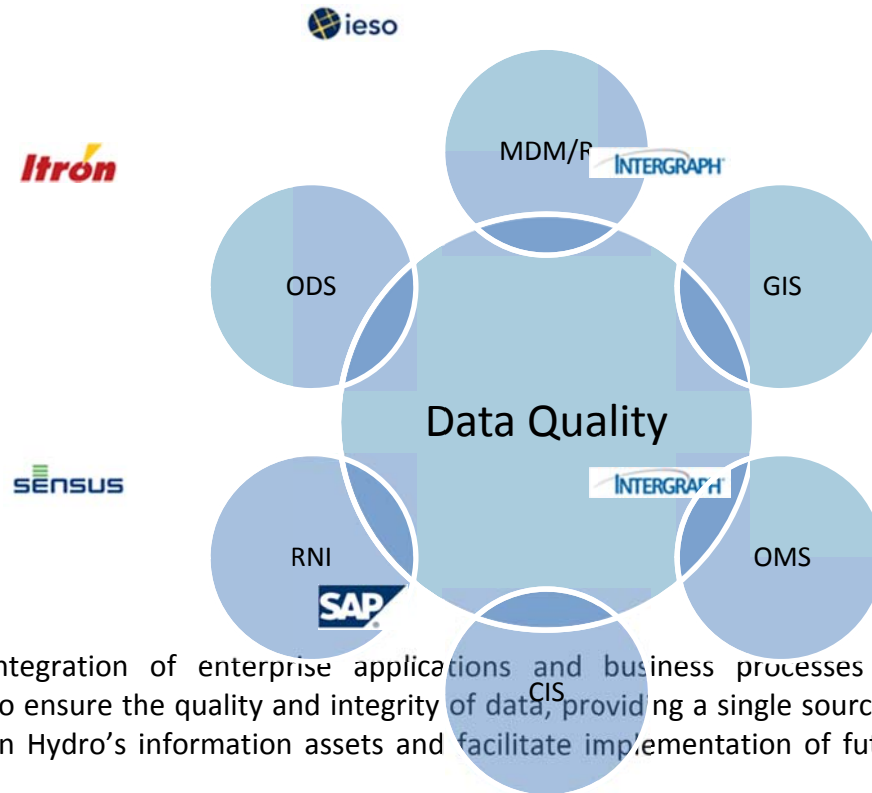 ieso
Itron
MDM/R
INTERGRAPH
ODS
GIS
Data Quality
sensus
INTERGRAPH
RNI
OMS
SAP
ntegration of enterprise applications and business processes
o ensure the quality and integrity of data, providing a single sourc
CIS
n Hydro's information assets and facilitate implementation of fut